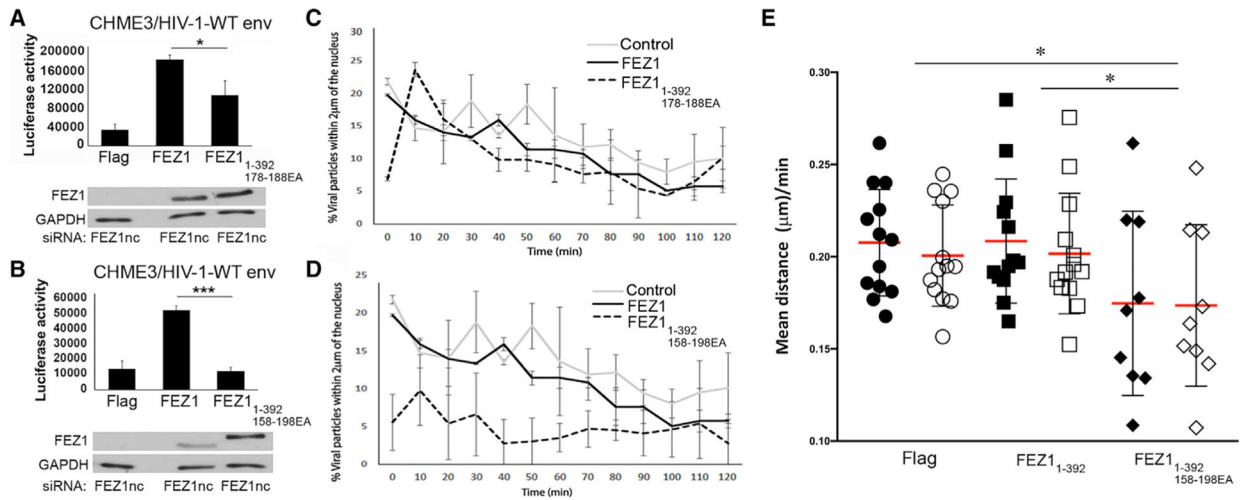 A
CHME3/HIV-1-WT env
Luciferase activity
200000
160000
120000
80000
40000
0
*
Flag FEZ1 FEZ1 1-392 178-188EA
FEZ1
GAPDH
siRNA: FEZ1nc FEZ1nc FEZ1nc
B
CHME3/HIV-1-WT env
Luciferase activity
60000
50000
40000
30000
20000
10000
0
***
Flag FEZ1 FEZ1 1-392 158-198EA
FEZ1
GAPDH
siRNA: FEZ1nc FEZ1nc FEZ1nc
C
% Viral particles within 2μm of the nucleus
30
25
20
15
10
5
0
Control
FEZ1
FEZ1 1-392 178-188EA
0 10 20 30 40 50 60 70 80 90 100 110 120
Time (min)
D
% Viral particles within 2μm of the nucleus
25
20
15
10
5
0
Control
FEZ1
FEZ1 1-392 158-198EA
0 10 20 30 40 50 60 70 80 90 100 110 120
Time (min)
E
Mean distance (μm)/min
0.30
0.25
0.20
0.15
0.10
*
*
Flag FEZ1 1-392 FEZ1 1-392 158-198EA